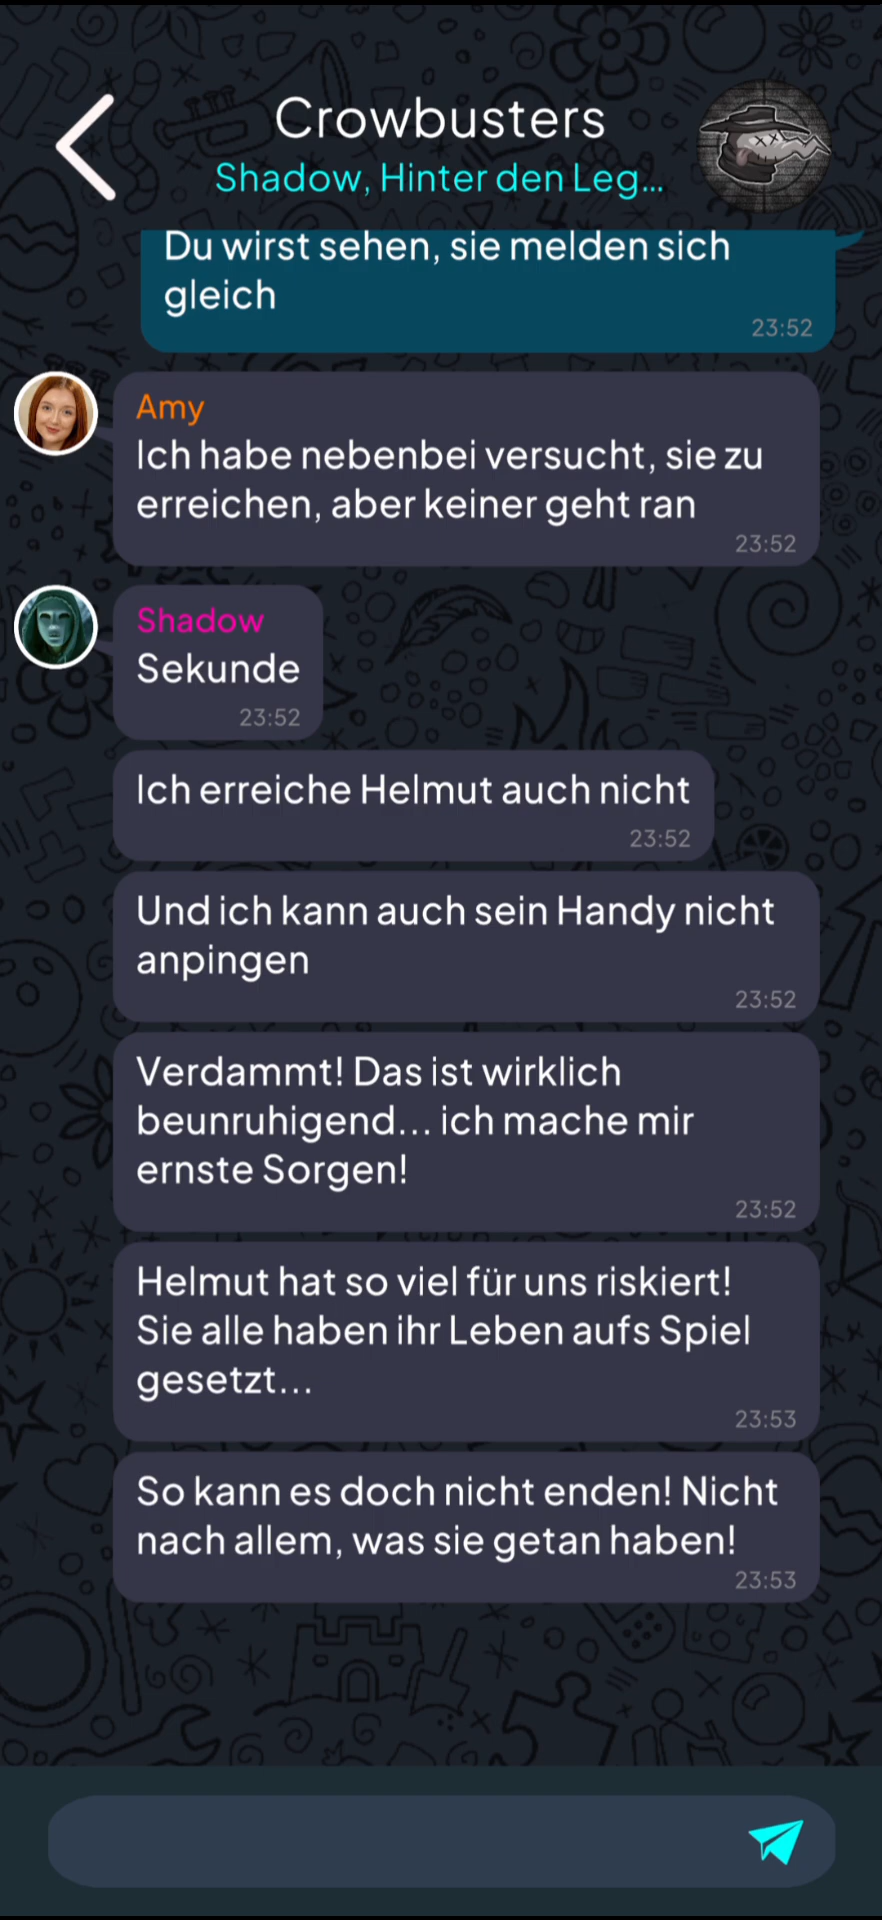 Crowbusters
Shadow, Hinter den Leg...
Du wirst sehen, sie melden sich
gleich
23:52
Amy
Ich habe nebenbei versucht, sie zu
erreichen, aber keiner geht ran
23:52
Shadow
Sekunde
23:52
Ich erreiche Helmut auch nicht
23:52
Und ich kann auch sein Handy nicht
anpingen
23:52
Verdammt! Das ist wirklich
beunruhigend... ich mache mir
ernste Sorgen!
23:52
Helmut hat so viel für uns riskiert!
Sie alle haben ihr Leben aufs Spiel
gesetzt...
23:53
So kann es doch nicht enden! Nicht
nach allem, was sie getan haben!
23:53